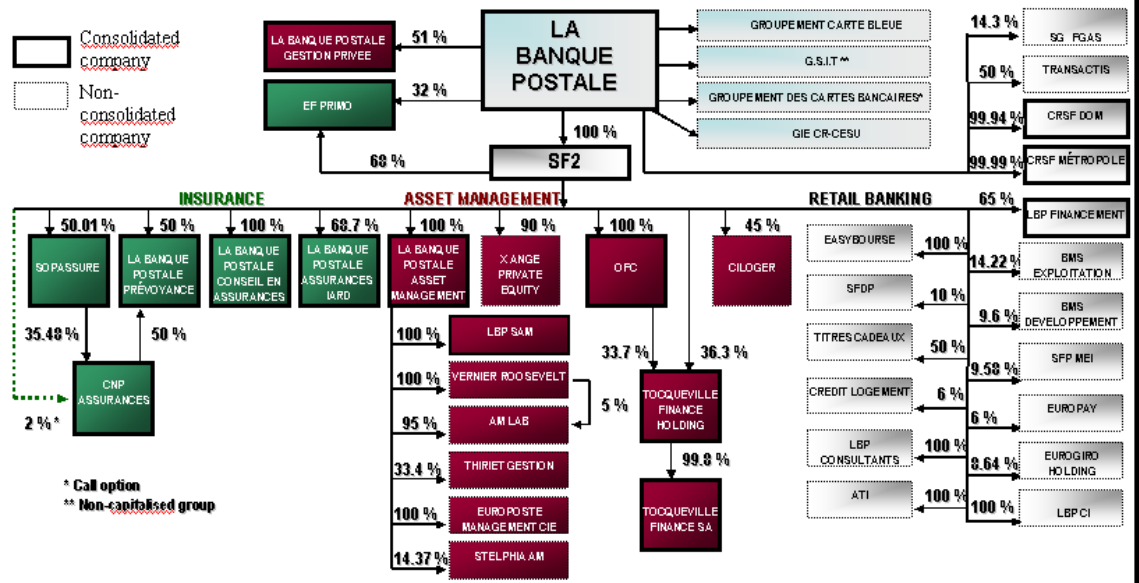 Consolidated
company
Non-
consolidated
company
LA BANQUE POSTALE
GESTION PRIVEE
51 %
EF PRIMO
32 %
68 %
LA
BANQUE
POSTALE
100 %
SF2
GROUPEMENT CARTE BLEUE
G.S.I.T **
GROUPEMENT DES CARTES BANCAIRES*
GIE CR-CESU
14.3 %
SG FGAS
50 %
TRANSACTIS
99.94 %
CRSF DOM
99.99 %
CRSF MÉTROPOLE
INSURANCE
ASSET MANAGEMENT
RETAIL BANKING
50.01 %
SOPASSURE
50 %
LA BANQUE
POSTALE
PRÉVOYANCE
100 %
LA BANQUE
POSTALE
CONSEIL EN
ASSURANCES
68.7 %
LA BANQUE
POSTALE
ASSURANCES
IARD
100 %
LA BANQUE
POSTALE
ASSET
MANAGEMENT
90 %
XANGE
PRIVATE
EQUITY
100 %
OPC
45 %
CILOGER
35.48 %
50 %
CNP
ASSURANCES
2 % *
100 %
LBP SAM
100 %
VERNIER ROOSEVELT
5 %
95 %
AM LAB
33.4 %
THIRIET GESTION
100 %
EUROPOSTE
MANAGEMENT CIE
14.37 %
STELPHIA AM
33.7 %
36.3 %
TOCQUEVILLE
FINANCE
HOLDING
99.8 %
TOCQUEVILLE
FINANCE SA
EASYBOURSE
100 %
SFDP
10 %
TITRES CADEAUX
50 %
CREDIT LOGEMENT
6 %
LBP
CONSULTANTS
100 %
ATI
100 %
65 %
LBP FINANCEMENT
14.22 %
BMS
EXPLOITATION
9.6 %
BMS
DEVELOPPEMENT
9.58 %
SFPMEI
6 %
EUROPAY
8.64 %
EUROGIRO
HOLDING
100 %
LBP CI
* Call option
** Non-capitalised group